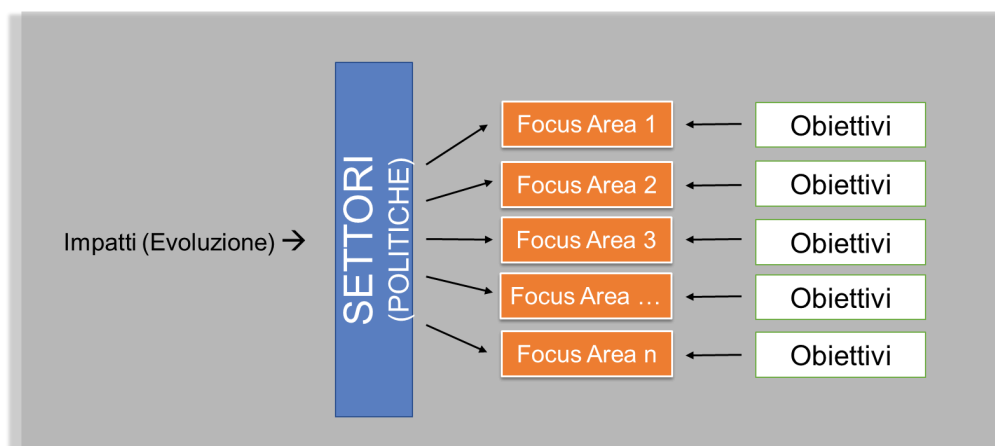 Impatti (Evoluzione) →
SETTORI
(POLITICHE)
Focus Area 1
Obiettivi
Focus Area 2
Obiettivi
Focus Area 3
Obiettivi
Focus Area …
Obiettivi
Focus Area n
Obiettivi